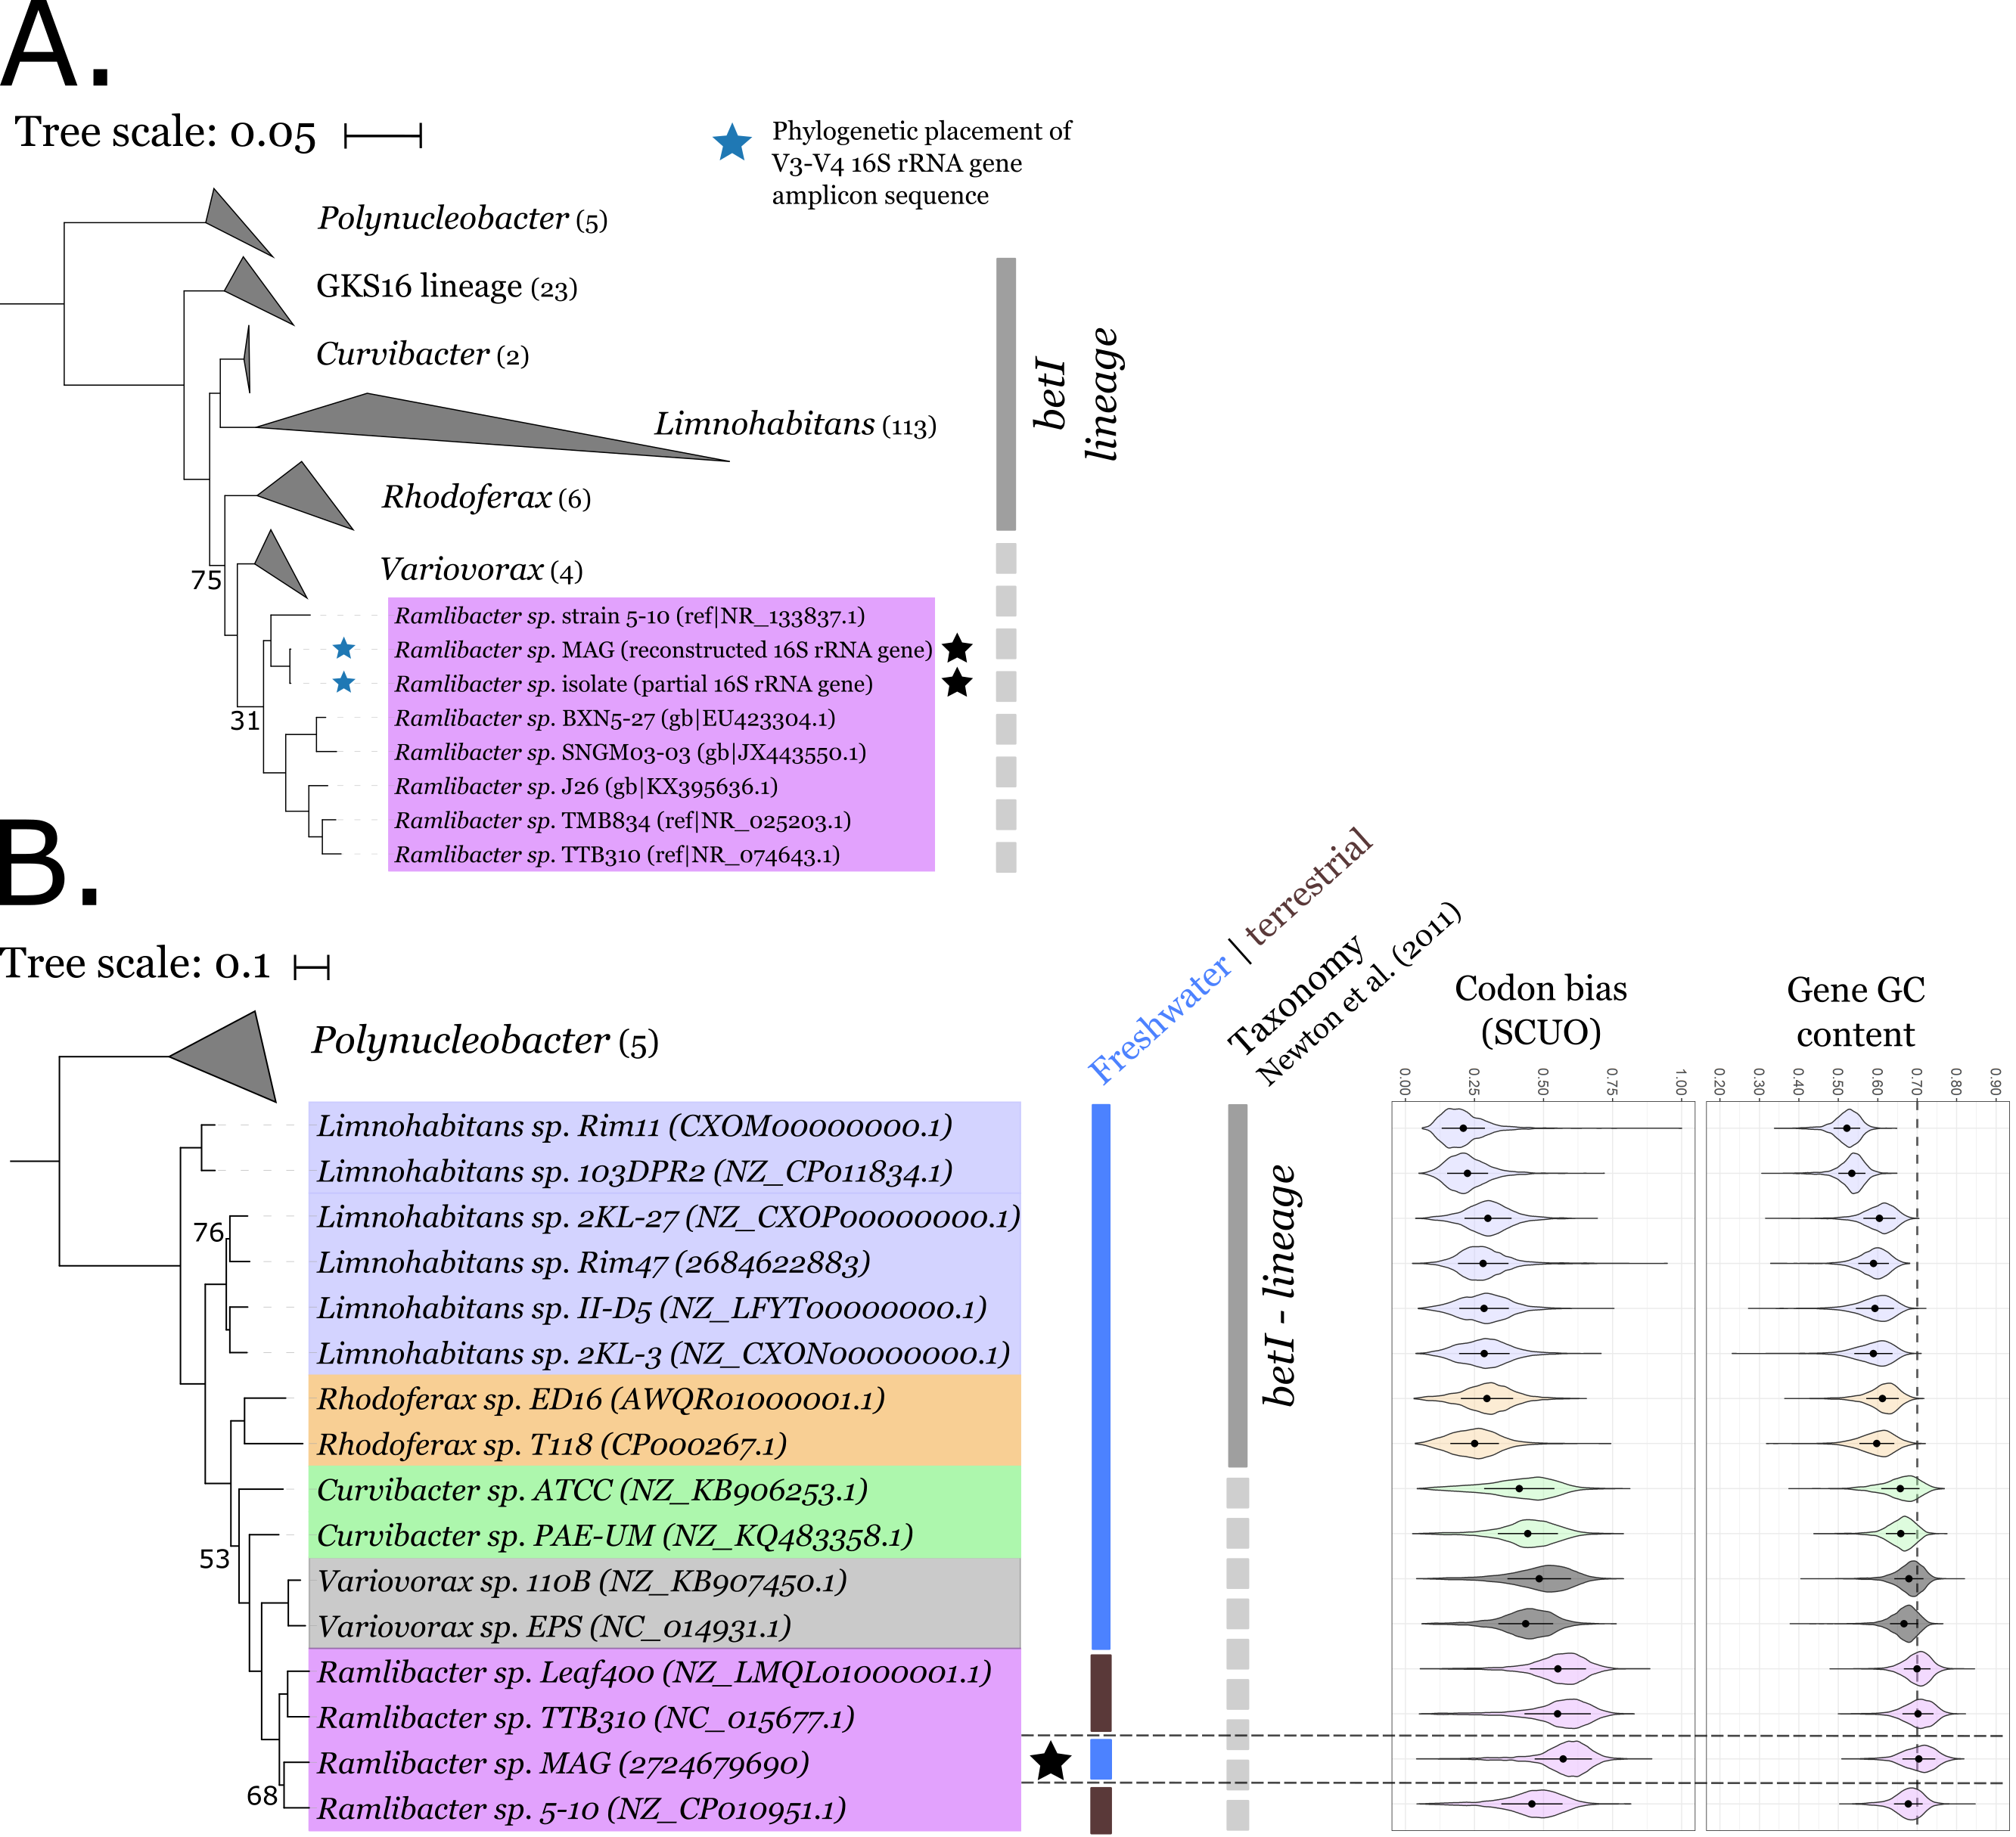 A.
Tree scale: 0.05
Phylogenetic placement of
V3-V4 16S rRNA gene
amplicon sequence
Polynucleobacter (5)
GKS16 lineage (23)
Curvibacter (2)
Limnohabitans (113)
Rhodoferax (6)
Variovorax (4)
75
31
Ramlibacter sp. strain 5-10 (ref|NR_133837.1)
Ramlibacter sp. MAG (reconstructed 16S rRNA gene)
Ramlibacter sp. isolate (partial 16S rRNA gene)
Ramlibacter sp. BXN5-27 (gb|EU423304.1)
Ramlibacter sp. SNGM03-03 (gb|JX443550.1)
Ramlibacter sp. J26 (gb|KX395636.1)
Ramlibacter sp. TMB834 (ref|NR_025203.1)
Ramlibacter sp. TTB310 (ref|NR_074643.1)
betI
lineage
B.
Tree scale: 0.1
Freshwater | terrestrial
Taxonomy
Newton et al. (2011)
Codon bias
(SCUO)
Gene GC
content
0.00 0.25 0.50 0.75 1.00
0.20 0.30 0.40 0.50 0.60 0.70 0.80 0.90
Polynucleobacter (5)
Limnohabitans sp. Rim11 (CXOM00000000.1)
Limnohabitans sp. 103DPR2 (NZ_CP011834.1)
Limnohabitans sp. 2KL-27 (NZ_CXOP00000000.1)
Limnohabitans sp. Rim47 (2684622883)
Limnohabitans sp. II-D5 (NZ_LFYT00000000.1)
Limnohabitans sp. 2KL-3 (NZ_CXON00000000.1)
Rhodoferax sp. ED16 (AWQR01000001.1)
Rhodoferax sp. T118 (CP000267.1)
Curvibacter sp. ATCC (NZ_KB906253.1)
Curvibacter sp. PAE-UM (NZ_KQ483358.1)
Variovorax sp. 110B (NZ_KB907450.1)
Variovorax sp. EPS (NC_014931.1)
Ramlibacter sp. Leaf400 (NZ_LMQL01000001.1)
Ramlibacter sp. TTB310 (NC_015677.1)
Ramlibacter sp. MAG (2724679690)
Ramlibacter sp. 5-10 (NZ_CP010951.1)
76
53
68
betI - lineage